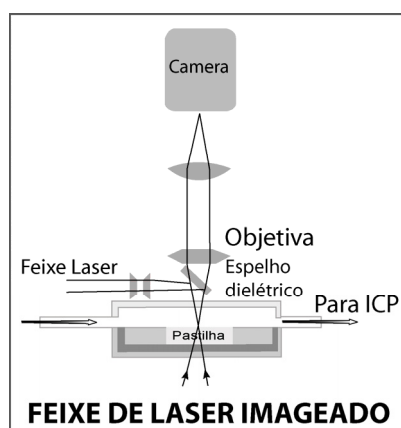 Camera
Objetiva
Feixe Laser
Espelho
dielétrico
Para ICP
Pastilha
FEIXE DE LASER IMAGEADO